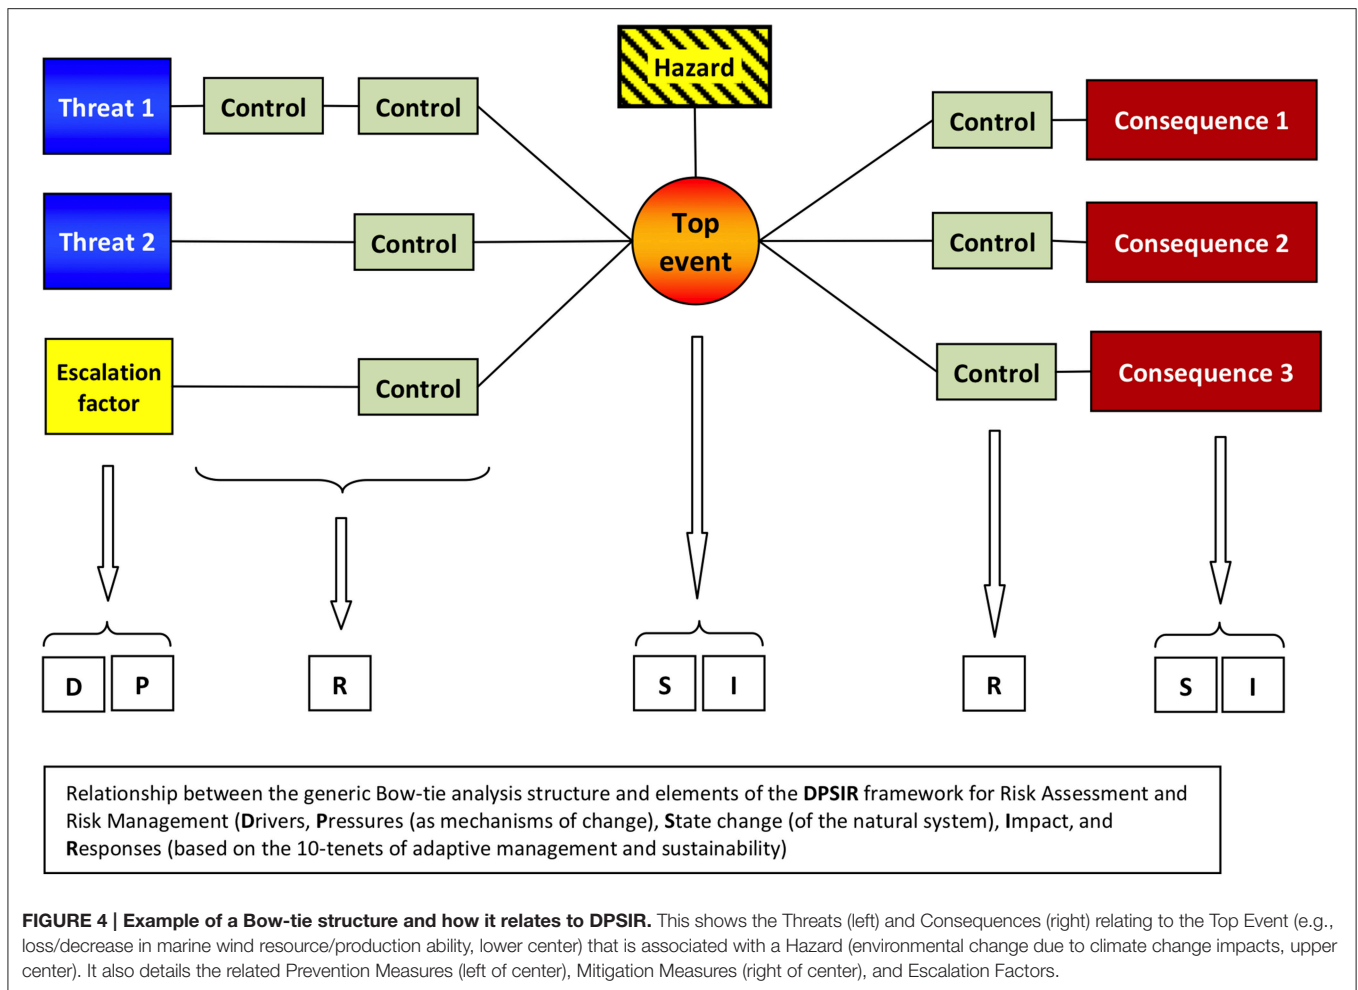 Hazard
Threat 1
Control
Control
Control
Consequence 1
Threat 2
Control
Top
event
Control
Consequence 2
Escalation
factor
Control
Control
Consequence 3
D
P
R
S
I
R
S
I
Relationship between the generic Bow-tie analysis structure and elements of the DPSIR framework for Risk Assessment and
Risk Management (Drivers, Pressures (as mechanisms of change), State change (of the natural system), Impact, and
Responses (based on the 10-tenets of adaptive management and sustainability)
FIGURE 4 | Example of a Bow-tie structure and how it relates to DPSIR. This shows the Threats (left) and Consequences (right) relating to the Top Event (e.g.,
loss/decrease in marine wind resource/production ability, lower center) that is associated with a Hazard (environmental change due to climate change impacts, upper
center). It also details the related Prevention Measures (left of center), Mitigation Measures (right of center), and Escalation Factors.